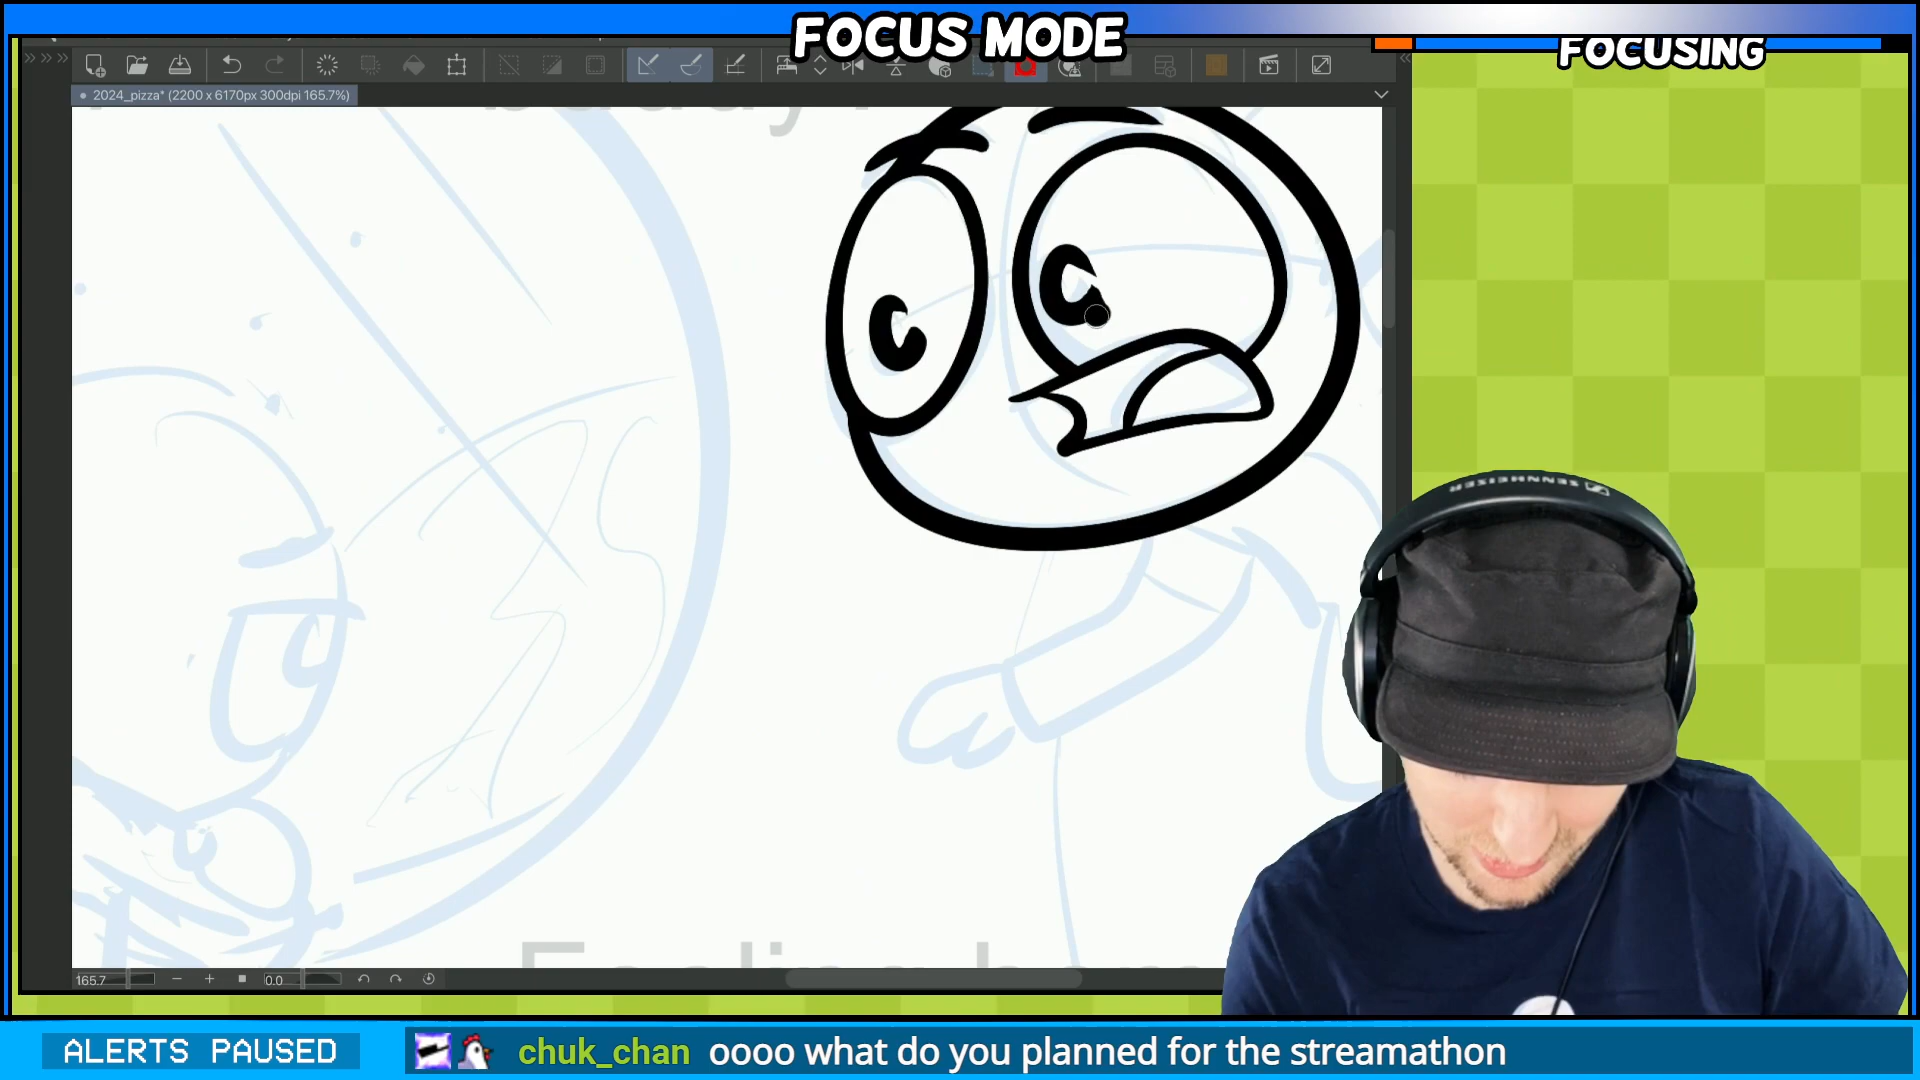 FOCUS MODE
FOCUSING
2024_pizza* (2200 x 6170px 300dpi 165.7%)
SENNHEISER
165.7
0.0
ALERTS PAUSED
chuk_chan oooo what do you planned for the streamathon